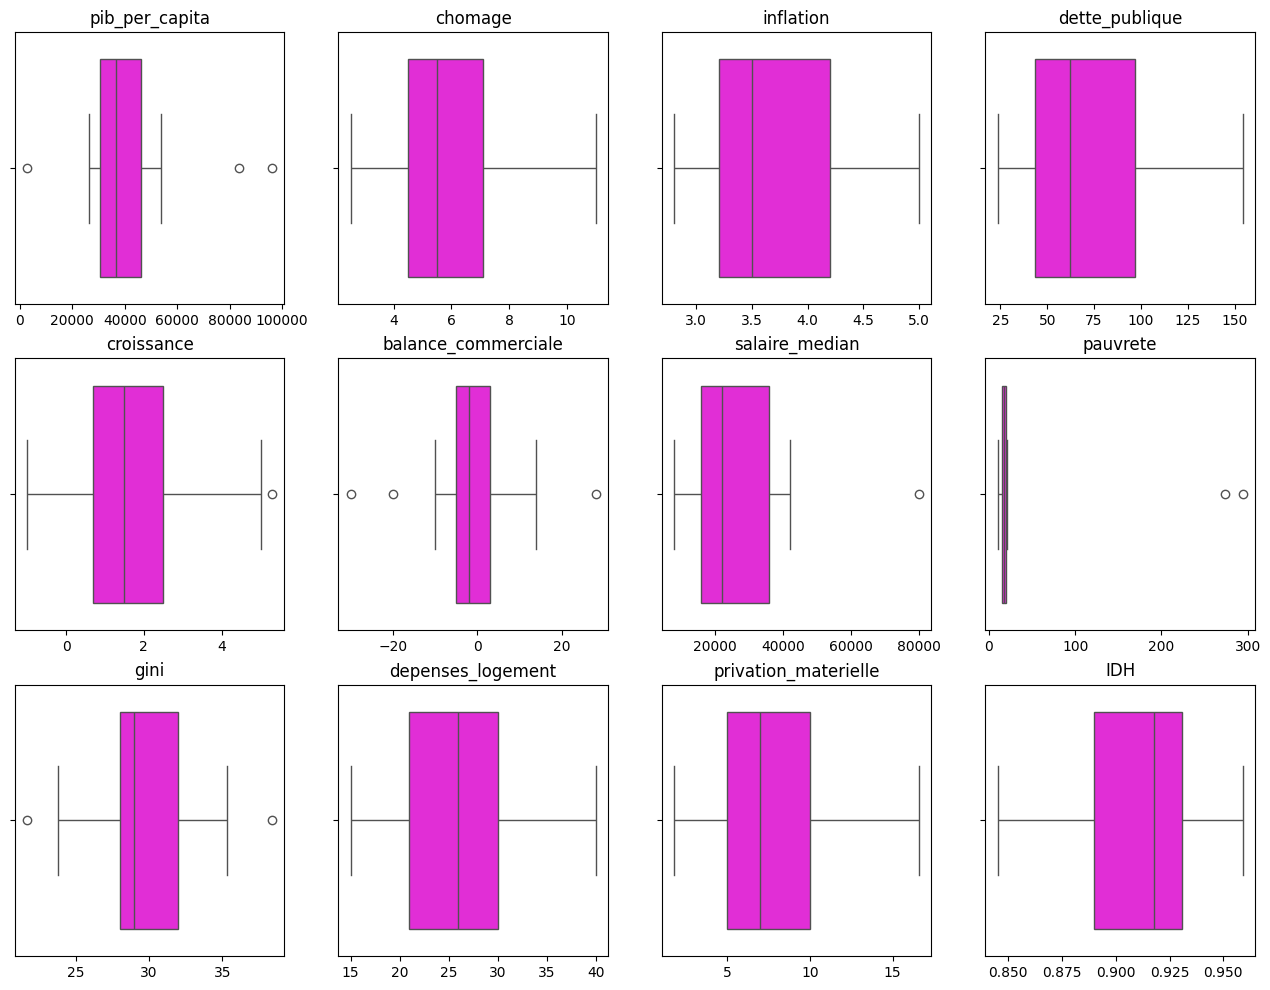 pib_per_capita chomage inflation dette_publique
0 20000 40000 60000 80000 100000 4 6 8 10 3.0 3.5 4.0 4.5 5.0 25 50 75 100 125 150
croissance balance_commerciale salaire_median pauvrete
0 2 4 −20 0 20 20000 40000 60000 80000 0 100 200 300
gini depenses_logement privation_materielle IDH
25 30 35 15 20 25 30 35 40 5 10 15 0.850 0.875 0.900 0.925 0.950